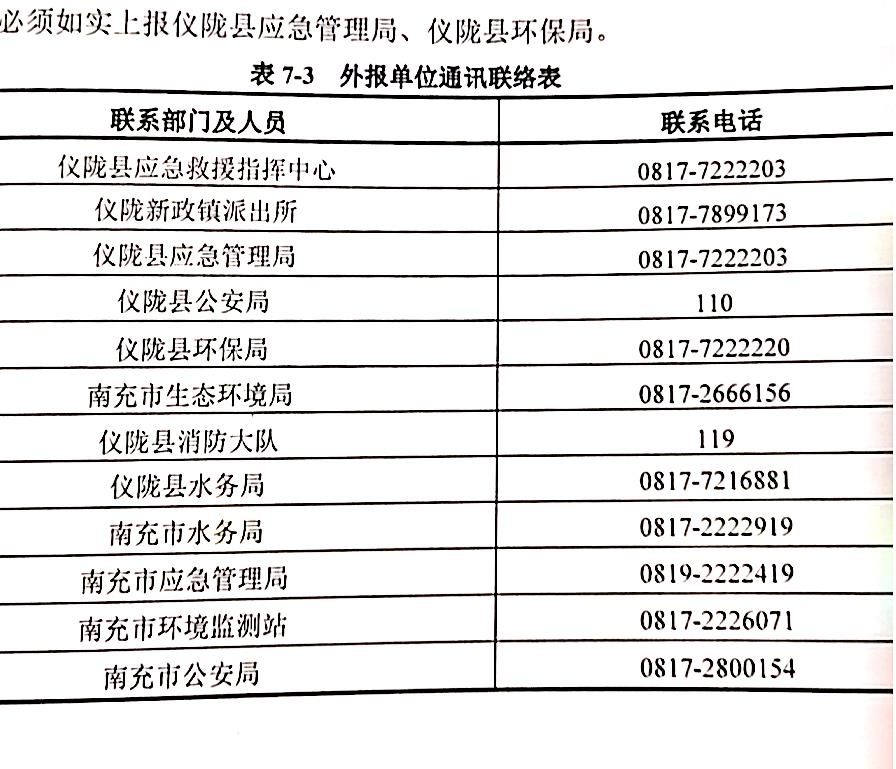 必须如实上报仪陇县应急管理局、仪陇县环保局。
表 7-3 外报单位通讯联络表
联系部门及人员 联系电话
仪陇县应急救援指挥中心 0817-7222203
仪陇新政镇派出所 0817-7899173
仪陇县应急管理局 0817-7222203
仪陇县公安局 110
仪陇县环保局 0817-7222220
南充市生态环境局 0817-2666156
仪陇县消防大队 119
仪陇县水务局 0817-7216881
南充市水务局 0817-2222919
南充市应急管理局 0819-2222419
南充市环境监测站 0817-2226071
南充市公安局 0817-2800154